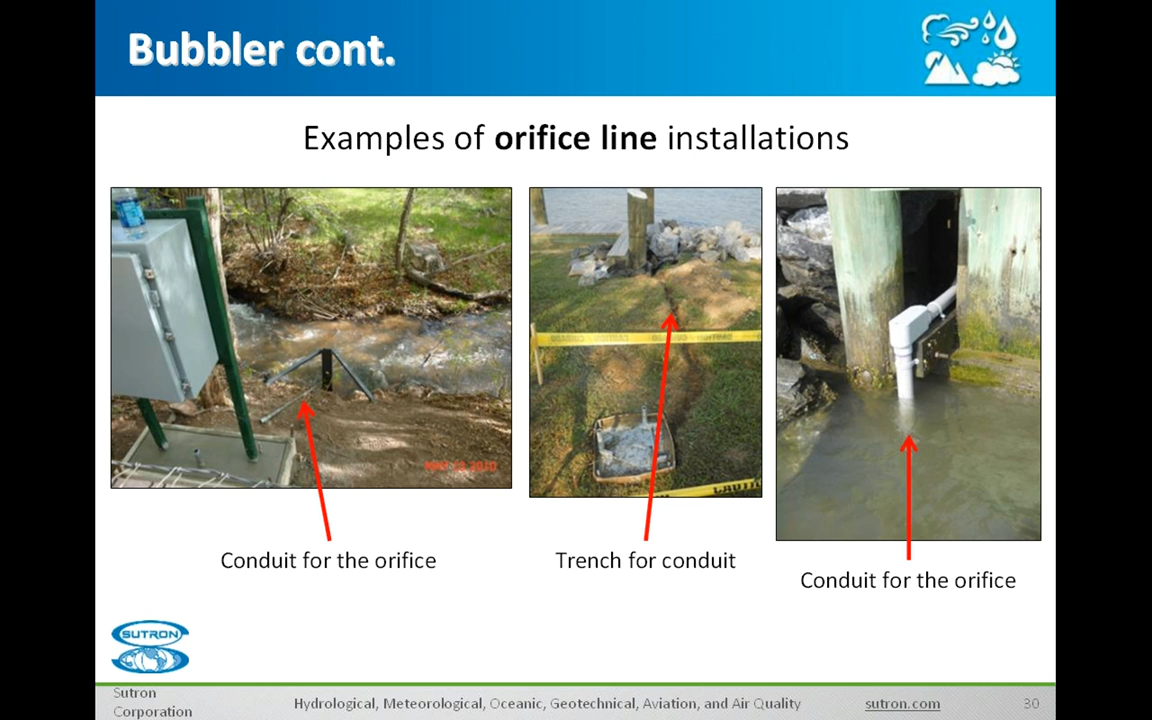 Bubbler cont.
Examples of orifice line installations
Conduit for the orifice
Trench for conduit
Conduit for the orifice
SUTRON
Sutron
Corporation
Hydrological, Meteorological, Oceanic, Geotechnical, Aviation, and Air Quality
sutron.com
30